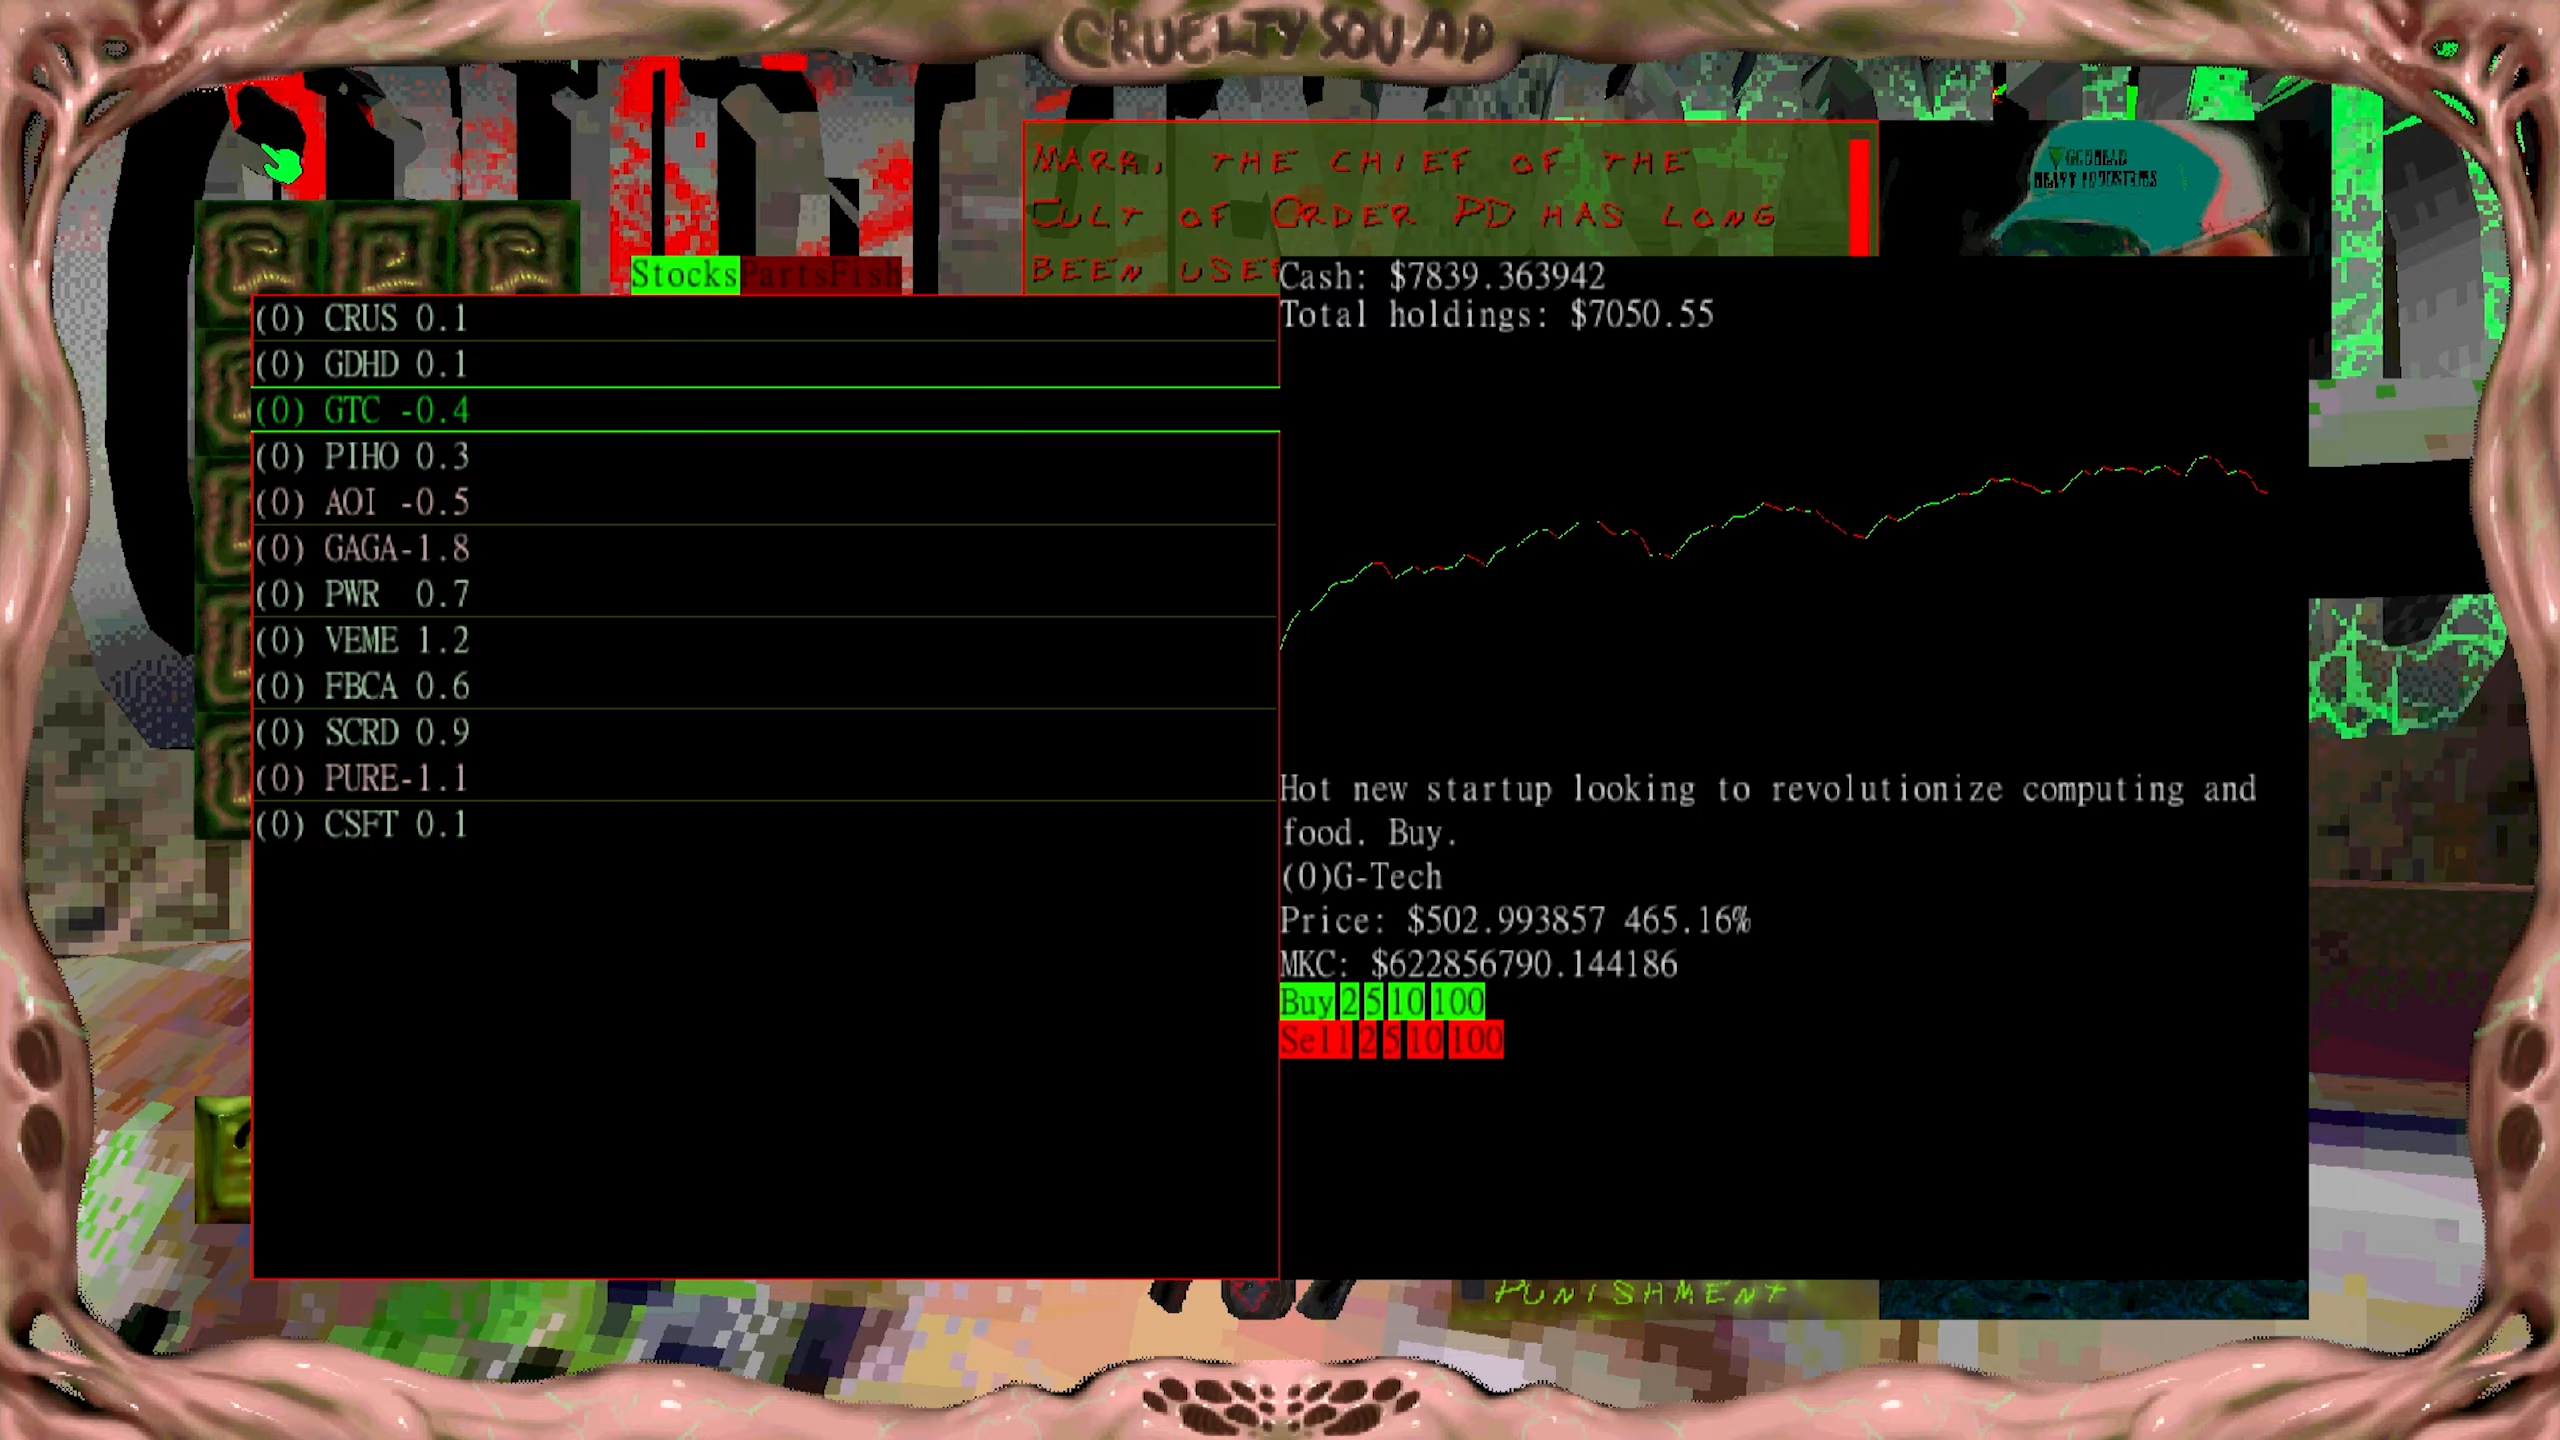 CRUELTY SQUAD
MARR, THE CHIEF OF THE
CULT OF ORDER PD HAS LONG
BEEN USE
GODHEAD
HEAVY INDUSTRIES
Stocks Parts Fish
Cash: $7839.363942
Total holdings: $7050.55
(0) CRUS 0.1
(0) GDHD 0.1
(0) GTC -0.4
(0) PIHO 0.3
(0) AOI -0.5
(0) GAGA-1.8
(0) PWR 0.7
(0) VEME 1.2
(0) FBCA 0.6
(0) SCRD 0.9
(0) PURE-1.1
(0) CSFT 0.1
Hot new startup looking to revolutionize computing and
food. Buy.
(0)G-Tech
Price: $502.993857 465.16%
MKC: $622856790.144186
Buy 2 5 10 100
Sell 2 5 10 100
PUNISHMENT